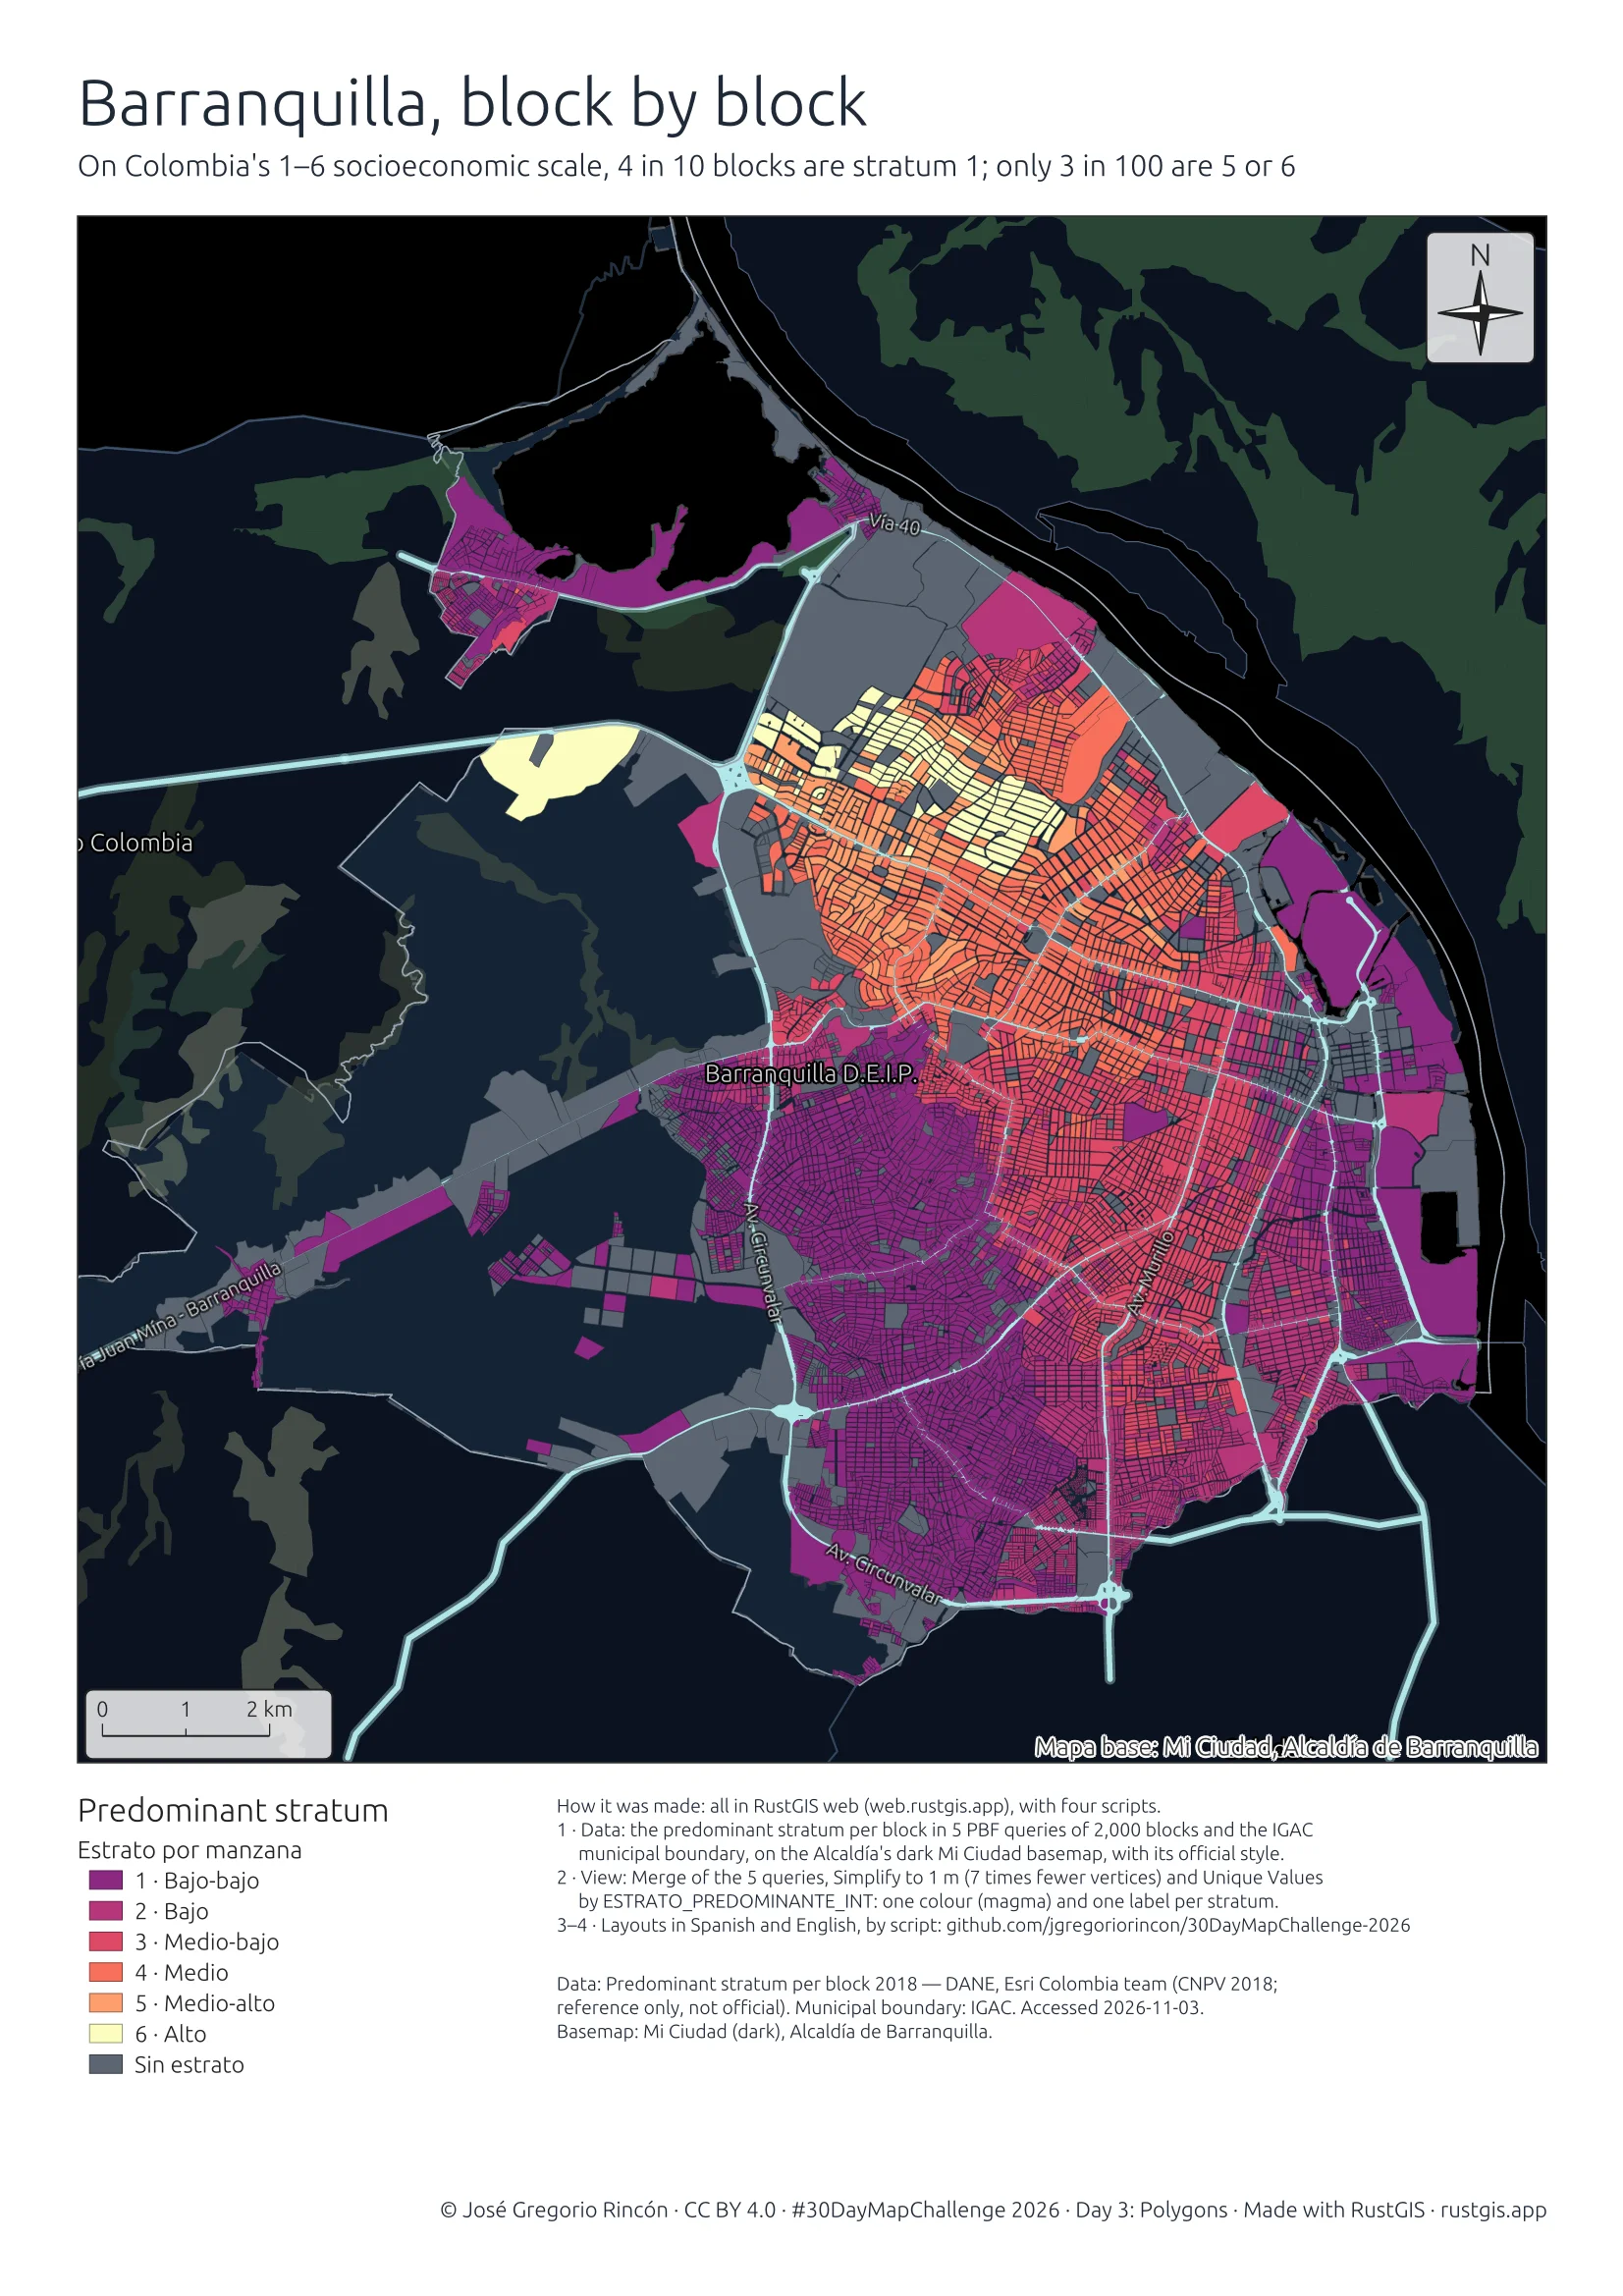 Barranquilla, block by block
On Colombia's 1–6 socioeconomic scale, 4 in 10 blocks are stratum 1; only 3 in 100 are 5 or 6
N
Vía 40
Colombia
Barranquilla D.E.I.P.
Av. Circunvalar
Av. Murillo
ía Juan Mina - Barranquilla
Av. Circunvalar
0 1 2 km
Mapa base: Mi Ciudad, Alcaldía de Barranquilla
Predominant stratum
Estrato por manzana
1 · Bajo-bajo
2 · Bajo
3 · Medio-bajo
4 · Medio
5 · Medio-alto
6 · Alto
Sin estrato
How it was made: all in RustGIS web (web.rustgis.app), with four scripts.
1 · Data: the predominant stratum per block in 5 PBF queries of 2,000 blocks and the IGAC
municipal boundary, on the Alcaldía's dark Mi Ciudad basemap, with its official style.
2 · View: Merge of the 5 queries, Simplify to 1 m (7 times fewer vertices) and Unique Values
by ESTRATO_PREDOMINANTE_INT: one colour (magma) and one label per stratum.
3–4 · Layouts in Spanish and English, by script: github.com/jgregoriorincon/30DayMapChallenge-2026
Data: Predominant stratum per block 2018 — DANE, Esri Colombia team (CNPV 2018;
reference only, not official). Municipal boundary: IGAC. Accessed 2026-11-03.
Basemap: Mi Ciudad (dark), Alcaldía de Barranquilla.
© José Gregorio Rincón · CC BY 4.0 · #30DayMapChallenge 2026 · Day 3: Polygons · Made with RustGIS · rustgis.app